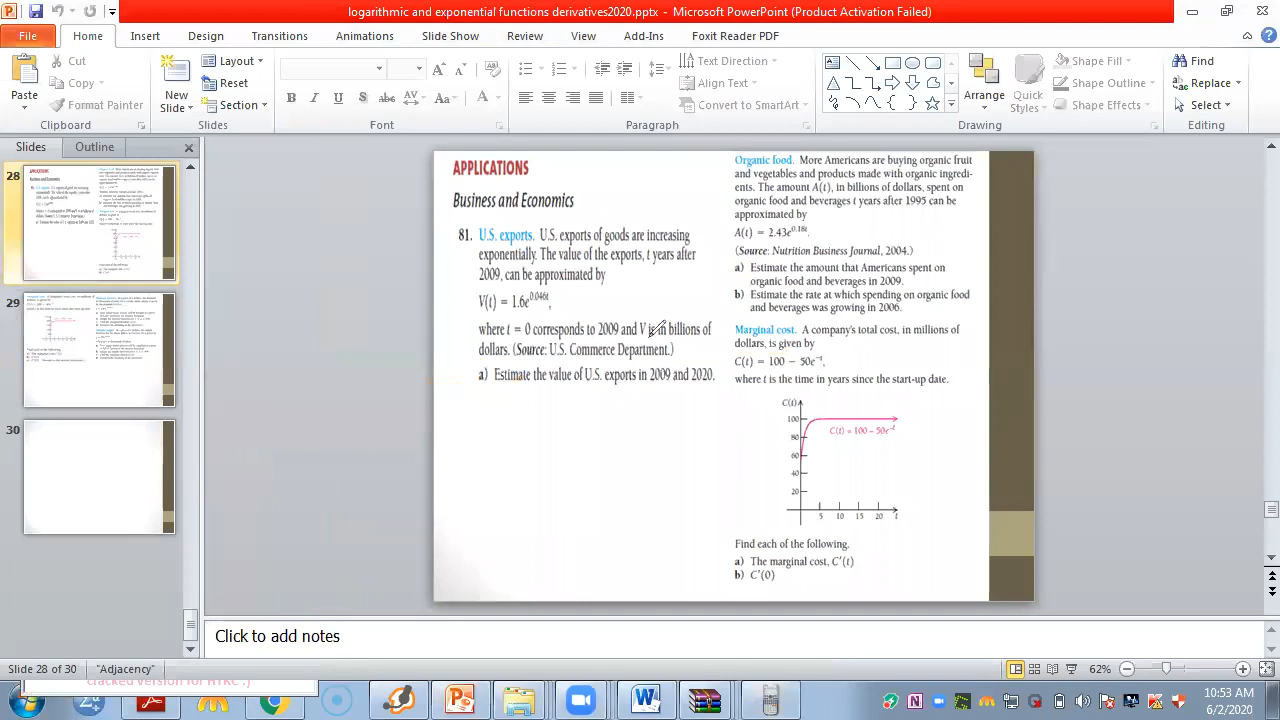 logarithmic and exponential functions derivatives2020.pptx - Microsoft PowerPoint (Product Activation Failed)
File Home Insert Design Transitions Animations Slide Show Review View Add-Ins Foxit Reader PDF
Paste
Cut
Copy
Format Painter
Clipboard
New Slide
Layout
Reset
Section
Slides
Font
Text Direction
Align Text
Convert to SmartArt
Paragraph
Arrange
Quick Styles
Shape Fill
Shape Outline
Shape Effects
Drawing
Find
Replace
Select
Editing
Slides Outline
28
29
30
APPLICATIONS
Business and Economics
81. U.S. exports. U.S. exports of goods are increasing
exponentially. The value of the exports, t years after
2009, can be approximated by
V(t) = 1.6e
where t = 0 corresponds to 2009 and V is in billions of
dollars. (Source: U.S. Commerce Department.)
a) Estimate the value of U.S. exports in 2009 and 2020.
Organic food. More Americans are buying organic fruit
and vegetables and products made with organic ingredi-
ents. The amount A(t), in billions of dollars, spent on
organic food and beverages t years after 1995 can be
approximated by
A(t) = 2.43e^0.18t.
(Source: Nutrition Business Journal, 2004.)
a) Estimate the amount that Americans spent on
organic food and beverages in 2009.
b) Estimate the rate at which spending on organic food
and beverages was growing in 2006.
Marginal cost. A company's total cost, in millions of
dollars, is given by
C(t) = 100 − 50e^−t,
where t is the time in years since the start-up date.
C(t)
100
80
60
40
20
C(t) = 100 − 50e^−t
5 10 15 20 t
Find each of the following.
a) The marginal cost, C′(t)
b) C′(0)
Click to add notes
Slide 28 of 30 "Adjacency" 62%
cracked version for HTKC :)
10:53 AM
6/2/2020